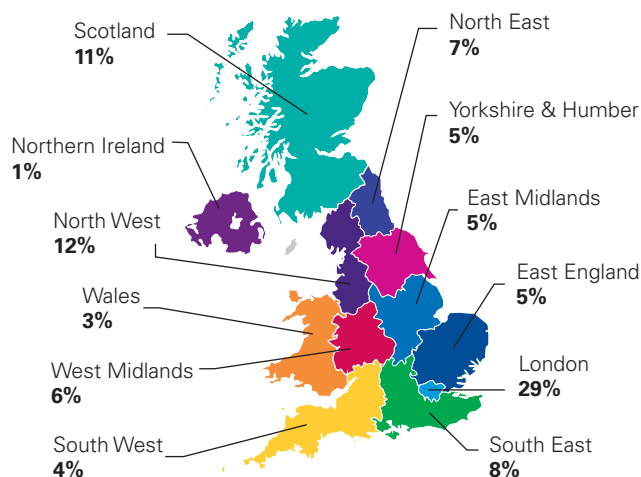 Scotland
11%
North East
7%
Yorkshire & Humber
5%
Northern Ireland
1%
East Midlands
5%
North West
12%
East England
5%
Wales
3%
London
29%
West Midlands
6%
South West
4%
South East
8%